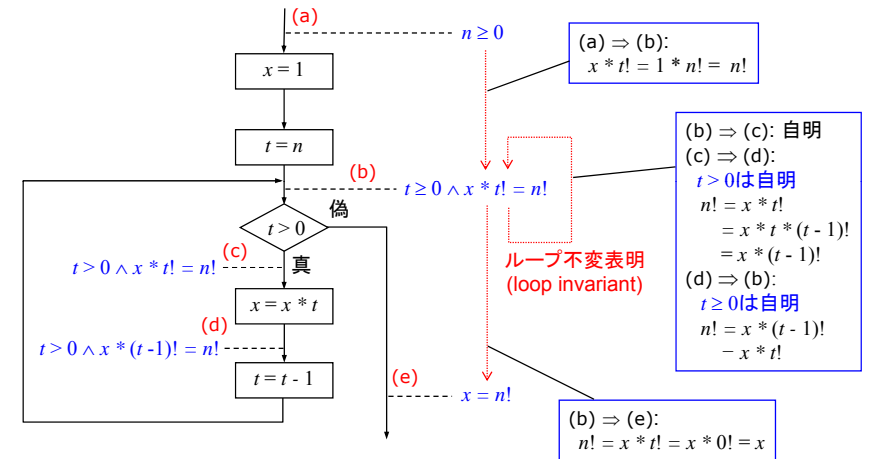 (a)
n ≥ 0
x = 1
t = n
(b)
t ≥ 0 ∧ x * t! = n!
t > 0
偽
(c)
t > 0 ∧ x * t! = n!
真
x = x * t
(d)
t > 0 ∧ x * (t -1)! = n!
t = t - 1
(e)
x = n!
ループ不変表明
(loop invariant)
(a) ⇒ (b):
x * t! = 1 * n! = n!
(b) ⇒ (c): 自明
(c) ⇒ (d):
t > 0は自明
n! = x * t!
= x * t * (t - 1)!
= x * (t - 1)!
(d) ⇒ (b):
t ≥ 0は自明
n! = x * (t - 1)!
= x * t!
(b) ⇒ (e):
n! = x * t! = x * 0! = x